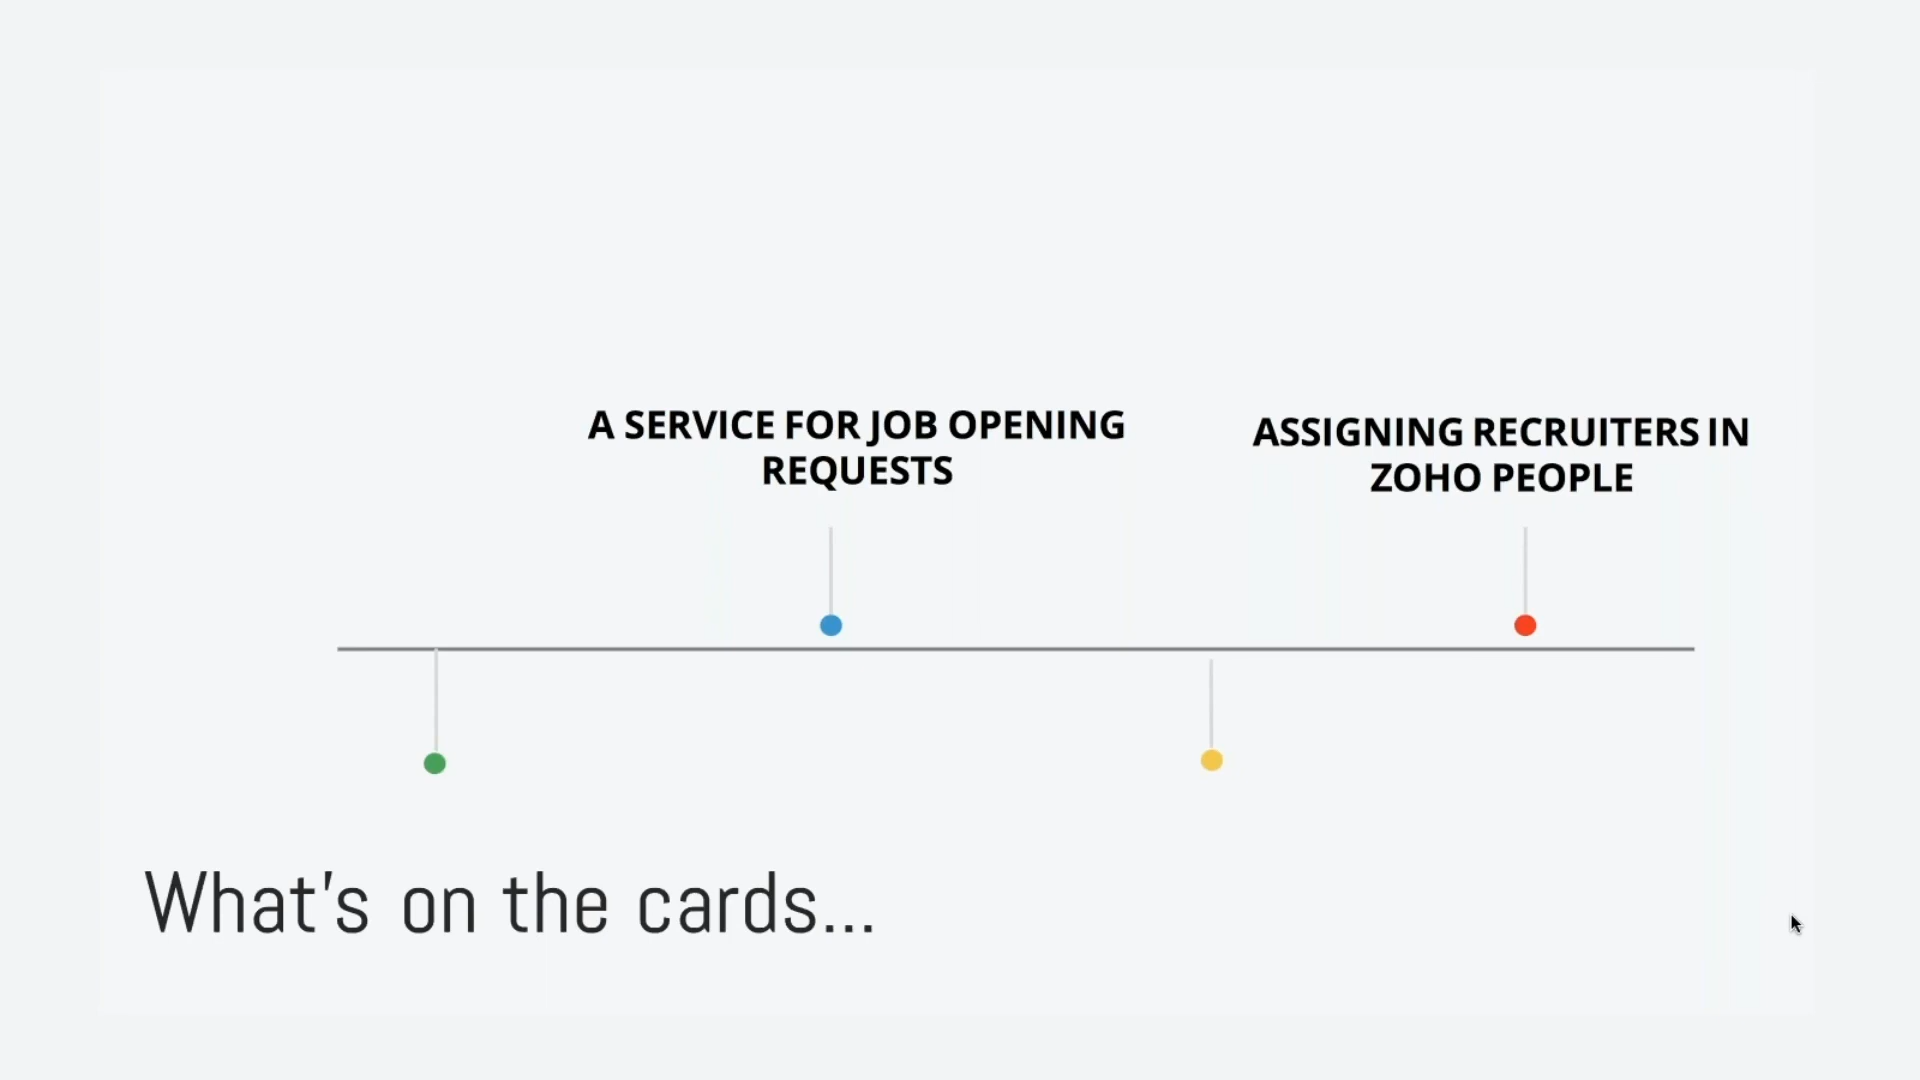 A SERVICE FOR JOB OPENING
REQUESTS
ASSIGNING RECRUITERS IN
ZOHO PEOPLE
What's on the cards...